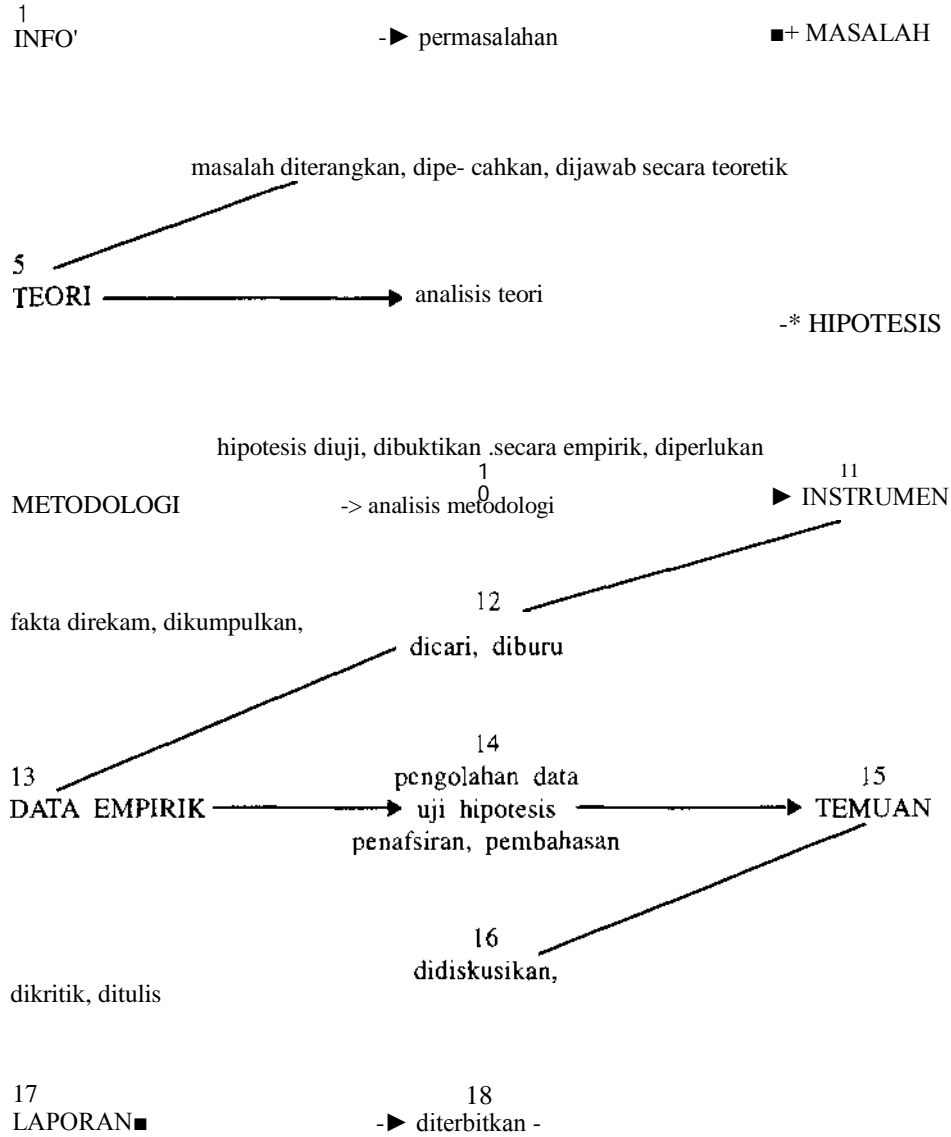 1
INFO' -► permasalahan ■+ MASALAH
masalah diterangkan, dipe- cahkan, dijawab secara teoretik
5
TEORI analisis teori
-* HIPOTESIS
hipotesis diuji, dibuktikan .secara empirik, diperlukan
10 11
METODOLOGI -> analisis metodologi ► INSTRUMEN
12
fakta direkam, dikumpulkan,
dicari, diburu
14
13 pengolahan data 15
DATA EMPIRIK uji hipotesis TEMUAN
penafsiran, pembahasan
16
didiskusikan,
dikritik, ditulis
17 18
LAPORAN■ -► diterbitkan -